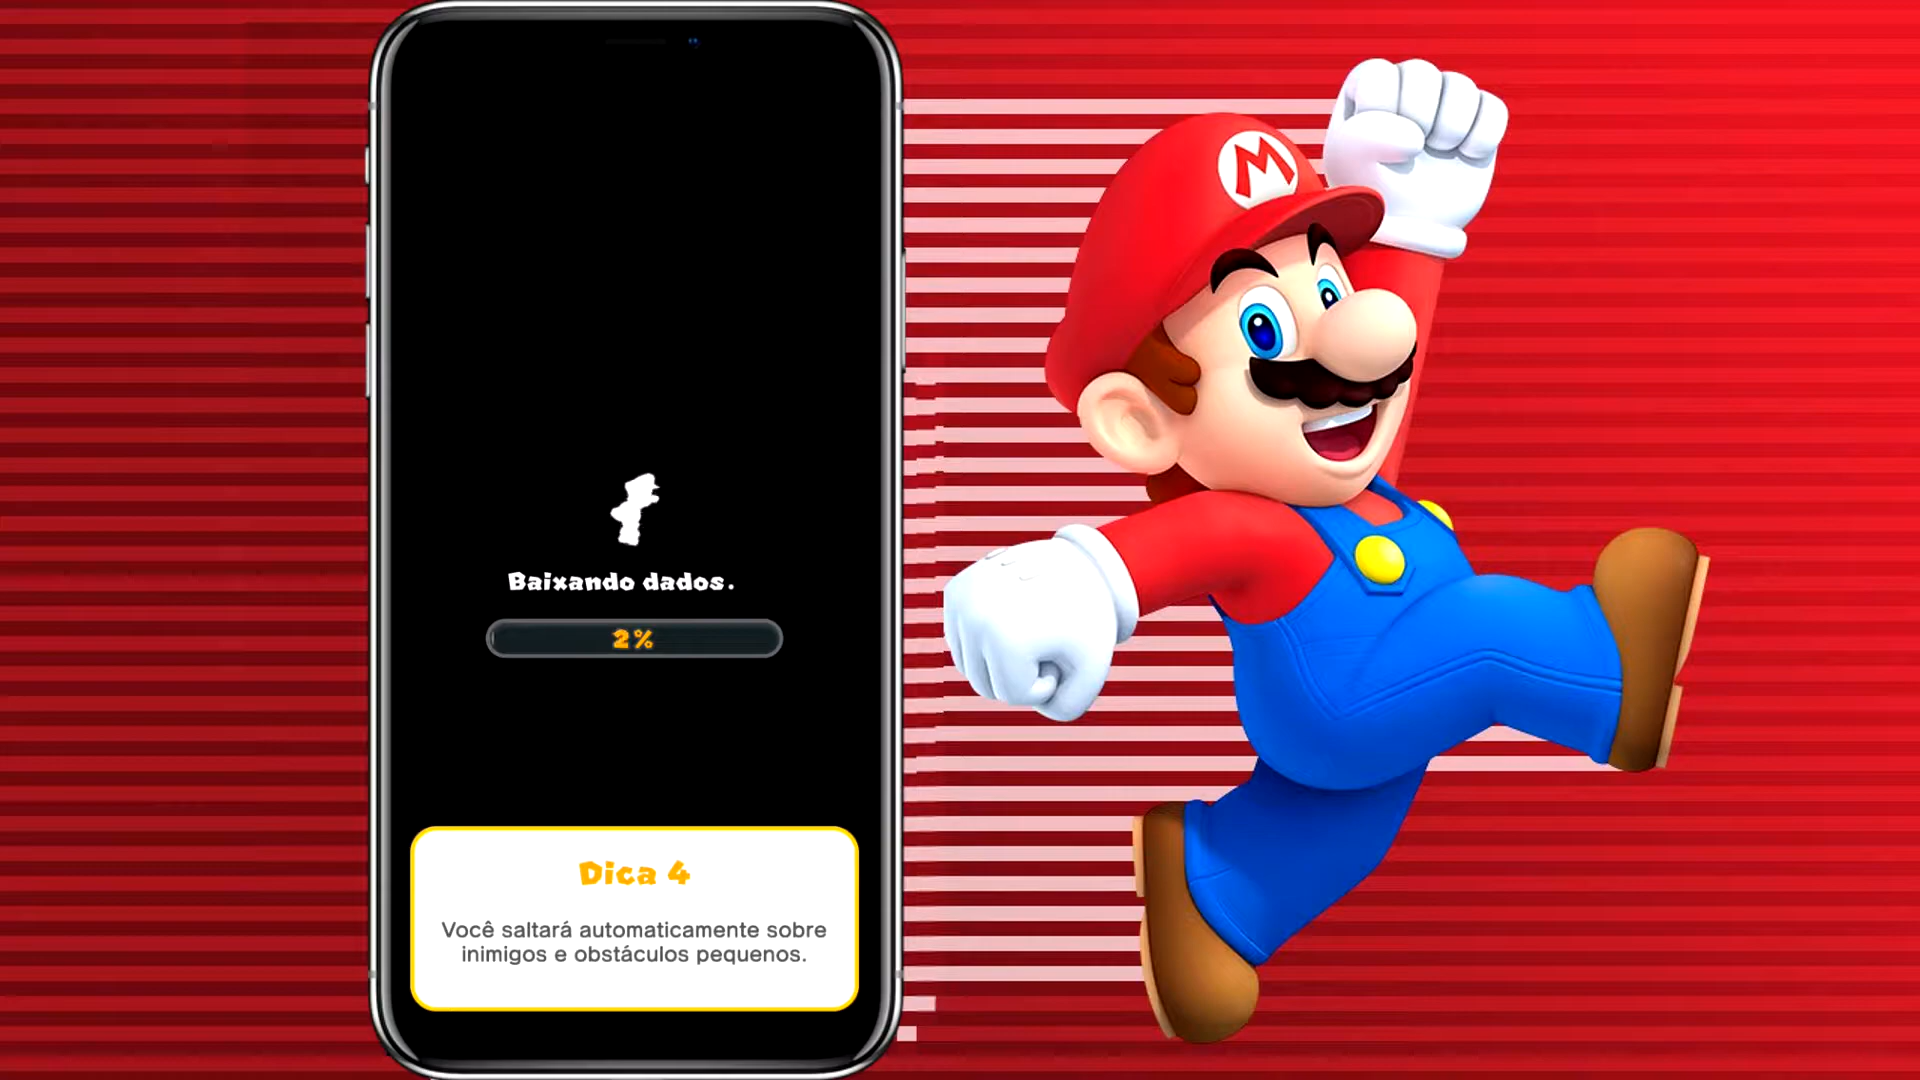 Baixando dados.
2%
Dica 4
Você saltará automaticamente sobre
inimigos e obstáculos pequenos.
M